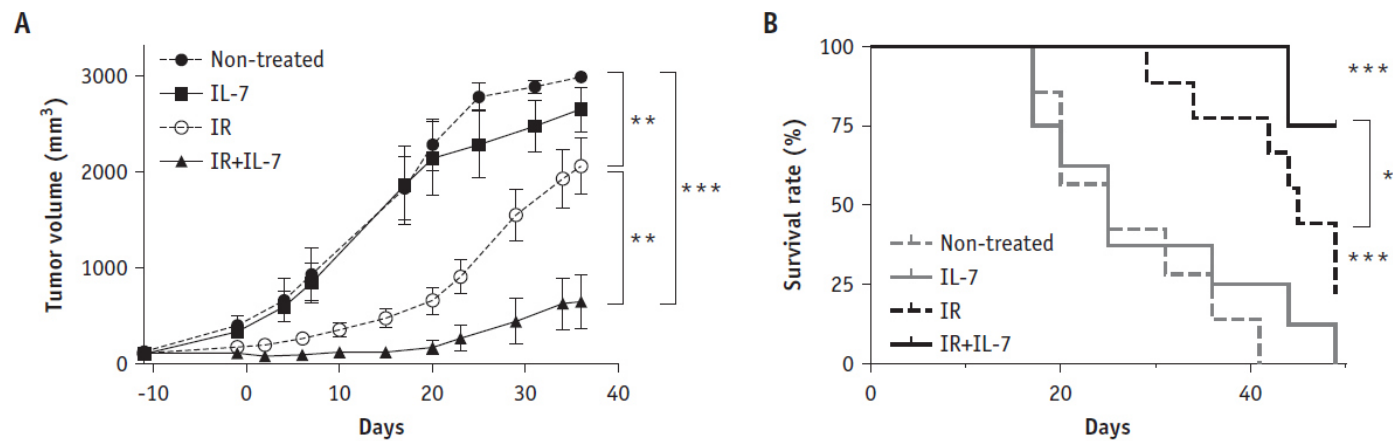 A
Tumor volume (mm³)
3000
2000
1000
0
Non-treated
IL-7
IR
IR+IL-7
**
**
***
-10
0
10
20
30
40
Days
B
Survival rate (%)
100
75
50
25
0
Non-treated
IL-7
IR
IR+IL-7
***
*
***
0
20
40
Days